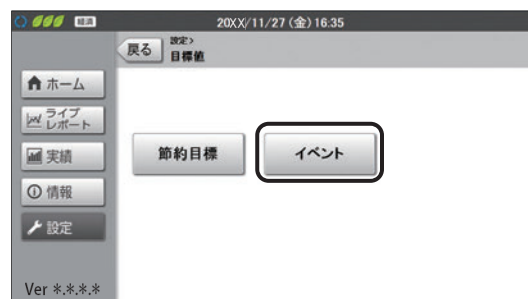 経済 20XX/11/27 (金) 16:35
戻る
設定>
目標値
ホーム
ライブ
レポート
実績
情報
設定
節約目標
イベント
Ver *.*.*.*